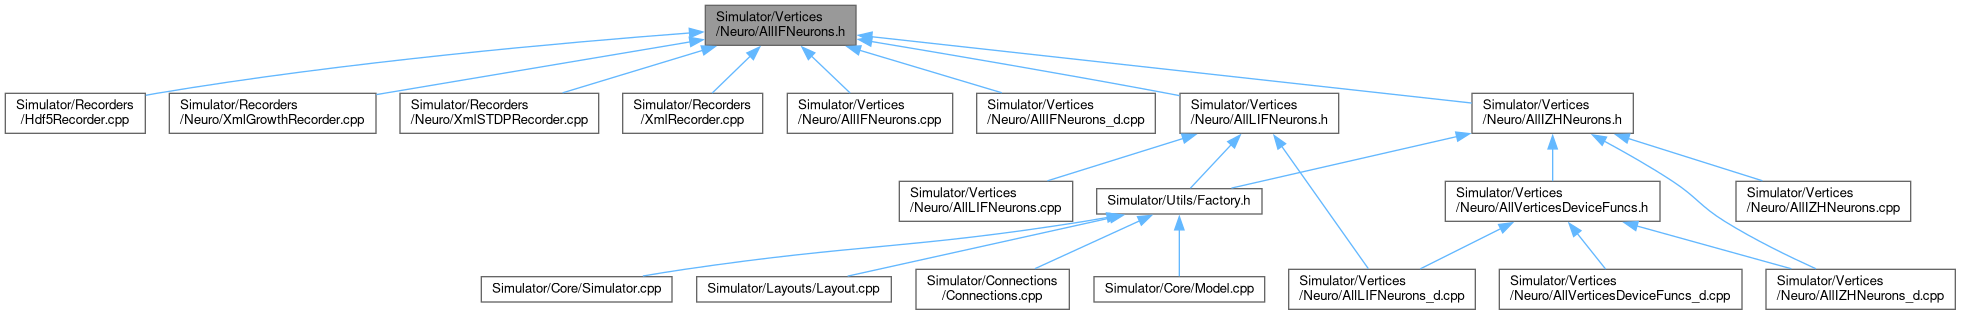 Simulator/Vertices
/Neuro/AllIFNeurons.h
Simulator/Recorders
/Hdf5Recorder.cpp
Simulator/Recorders
/Neuro/XmlGrowthRecorder.cpp
Simulator/Recorders
/Neuro/XmlSTDPRecorder.cpp
Simulator/Recorders
/XmlRecorder.cpp
Simulator/Vertices
/Neuro/AllIFNeurons.cpp
Simulator/Vertices
/Neuro/AllIFNeurons_d.cpp
Simulator/Vertices
/Neuro/AllLIFNeurons.h
Simulator/Vertices
/Neuro/AllIZHNeurons.h
Simulator/Vertices
/Neuro/AllLIFNeurons.cpp
Simulator/Utils/Factory.h
Simulator/Vertices
/Neuro/AllVerticesDeviceFuncs.h
Simulator/Vertices
/Neuro/AllIZHNeurons.cpp
Simulator/Core/Simulator.cpp
Simulator/Layouts/Layout.cpp
Simulator/Connections
/Connections.cpp
Simulator/Core/Model.cpp
Simulator/Vertices
/Neuro/AllLIFNeurons_d.cpp
Simulator/Vertices
/Neuro/AllVerticesDeviceFuncs_d.cpp
Simulator/Vertices
/Neuro/AllIZHNeurons_d.cpp